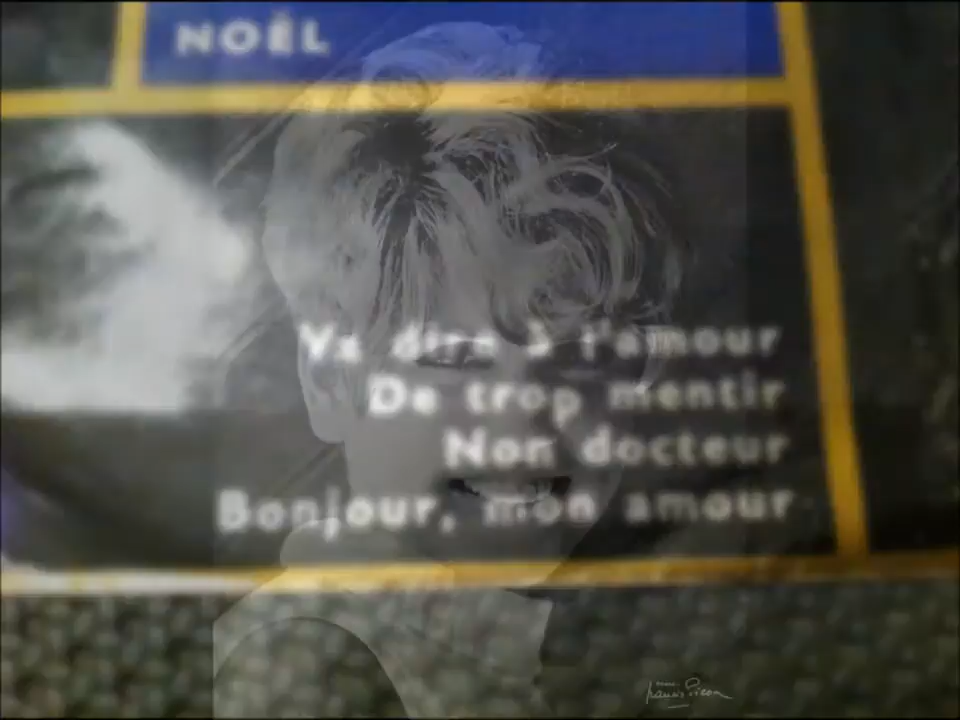 NOËL
Va dire à l'amour
De trop mentir
Non docteur
Bonjour, mon amour